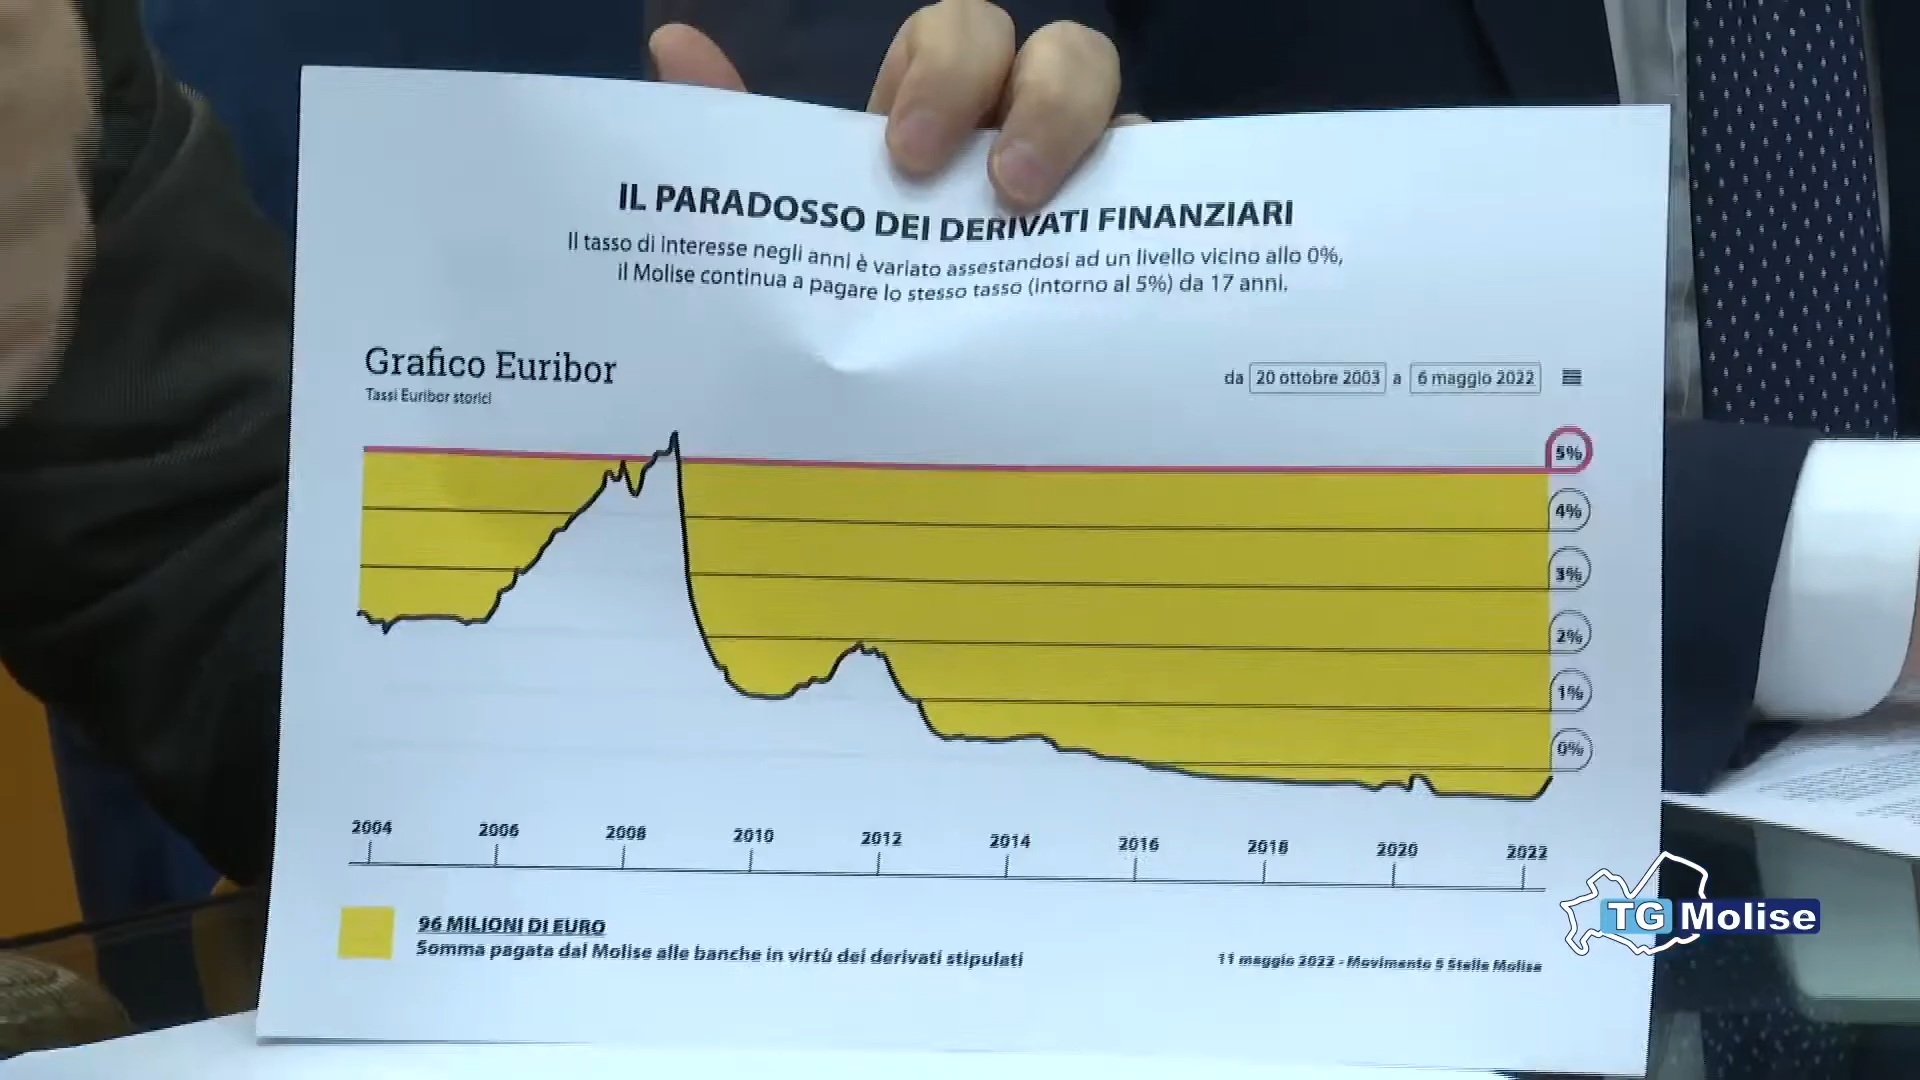 IL PARADOSSO DEI DERIVATI FINANZIARI
Il tasso di interesse negli anni è variato assestandosi ad un livello vicino allo 0%,
il Molise continua a pagare lo stesso tasso (intorno al 5%) da 17 anni.
Grafico Euribor
Tassi Euribor storici
da 20 ottobre 2003 a 6 maggio 2022
5%
4%
3%
2%
1%
0%
2004 2006 2008 2010 2012 2014 2016 2018 2020 2022
96 MILIONI DI EURO
Somma pagata dal Molise alle banche in virtù dei derivati stipulati
11 maggio 2022 - Movimento 5 Stelle Molise
TG Molise